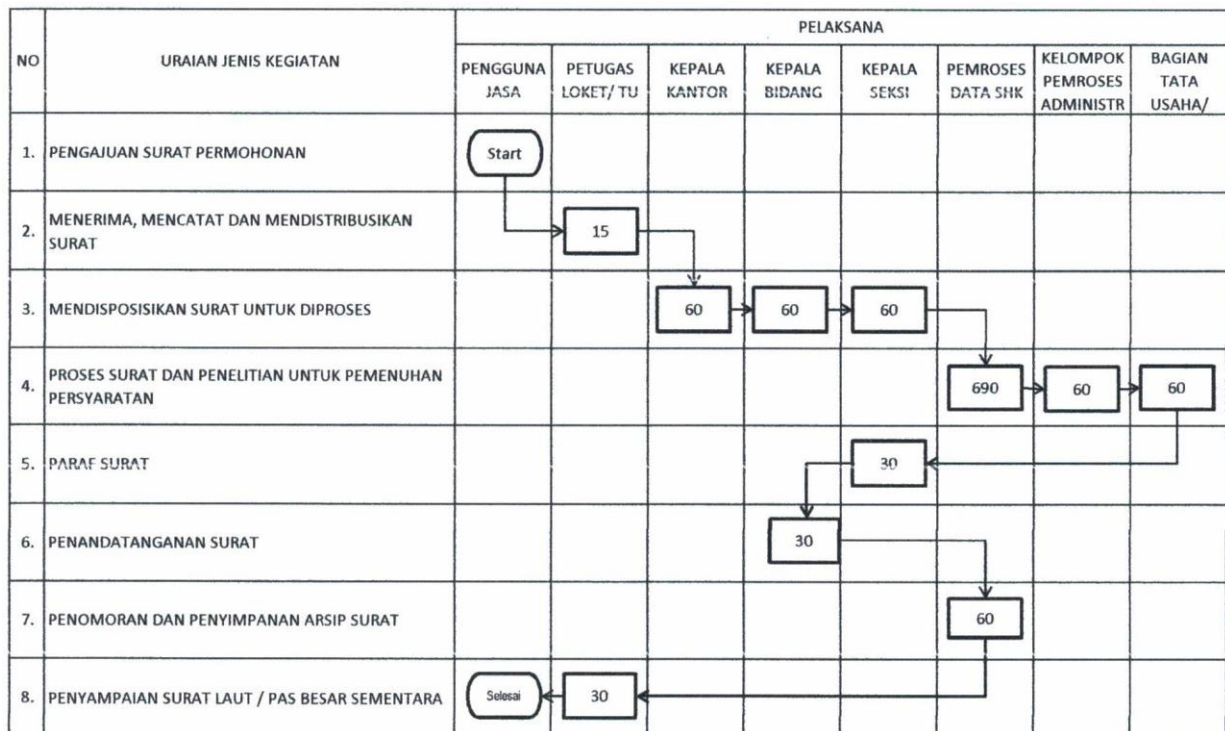 NO
URAIAN JENIS KEGIATAN
PELAKSANA
PENGGUNA
JASA
PETUGAS
LOKET/ TU
KEPALA
KANTOR
KEPALA
BIDANG
KEPALA
SEKSI
PEMROSES
DATA SHK
KELOMPOK
PEMROSES
ADMINISTR
BAGIAN
TATA
USAHA/
1. PENGAJUAN SURAT PERMOHONAN
Start
2. MENERIMA, MENCATAT DAN MENDISTRIBUSIKAN
SURAT
15
3. MENDISPOSISIKAN SURAT UNTUK DIPROSES
60 60 60
4. PROSES SURAT DAN PENELITIAN UNTUK PEMENUHAN
PERSYARATAN
690 60 60
5. PARAF SURAT
30
6. PENANDATANGANAN SURAT
30
7. PENOMORAN DAN PENYIMPANAN ARSIP SURAT
60
8. PENYAMPAIAN SURAT LAUT / PAS BESAR SEMENTARA
Selesai 30